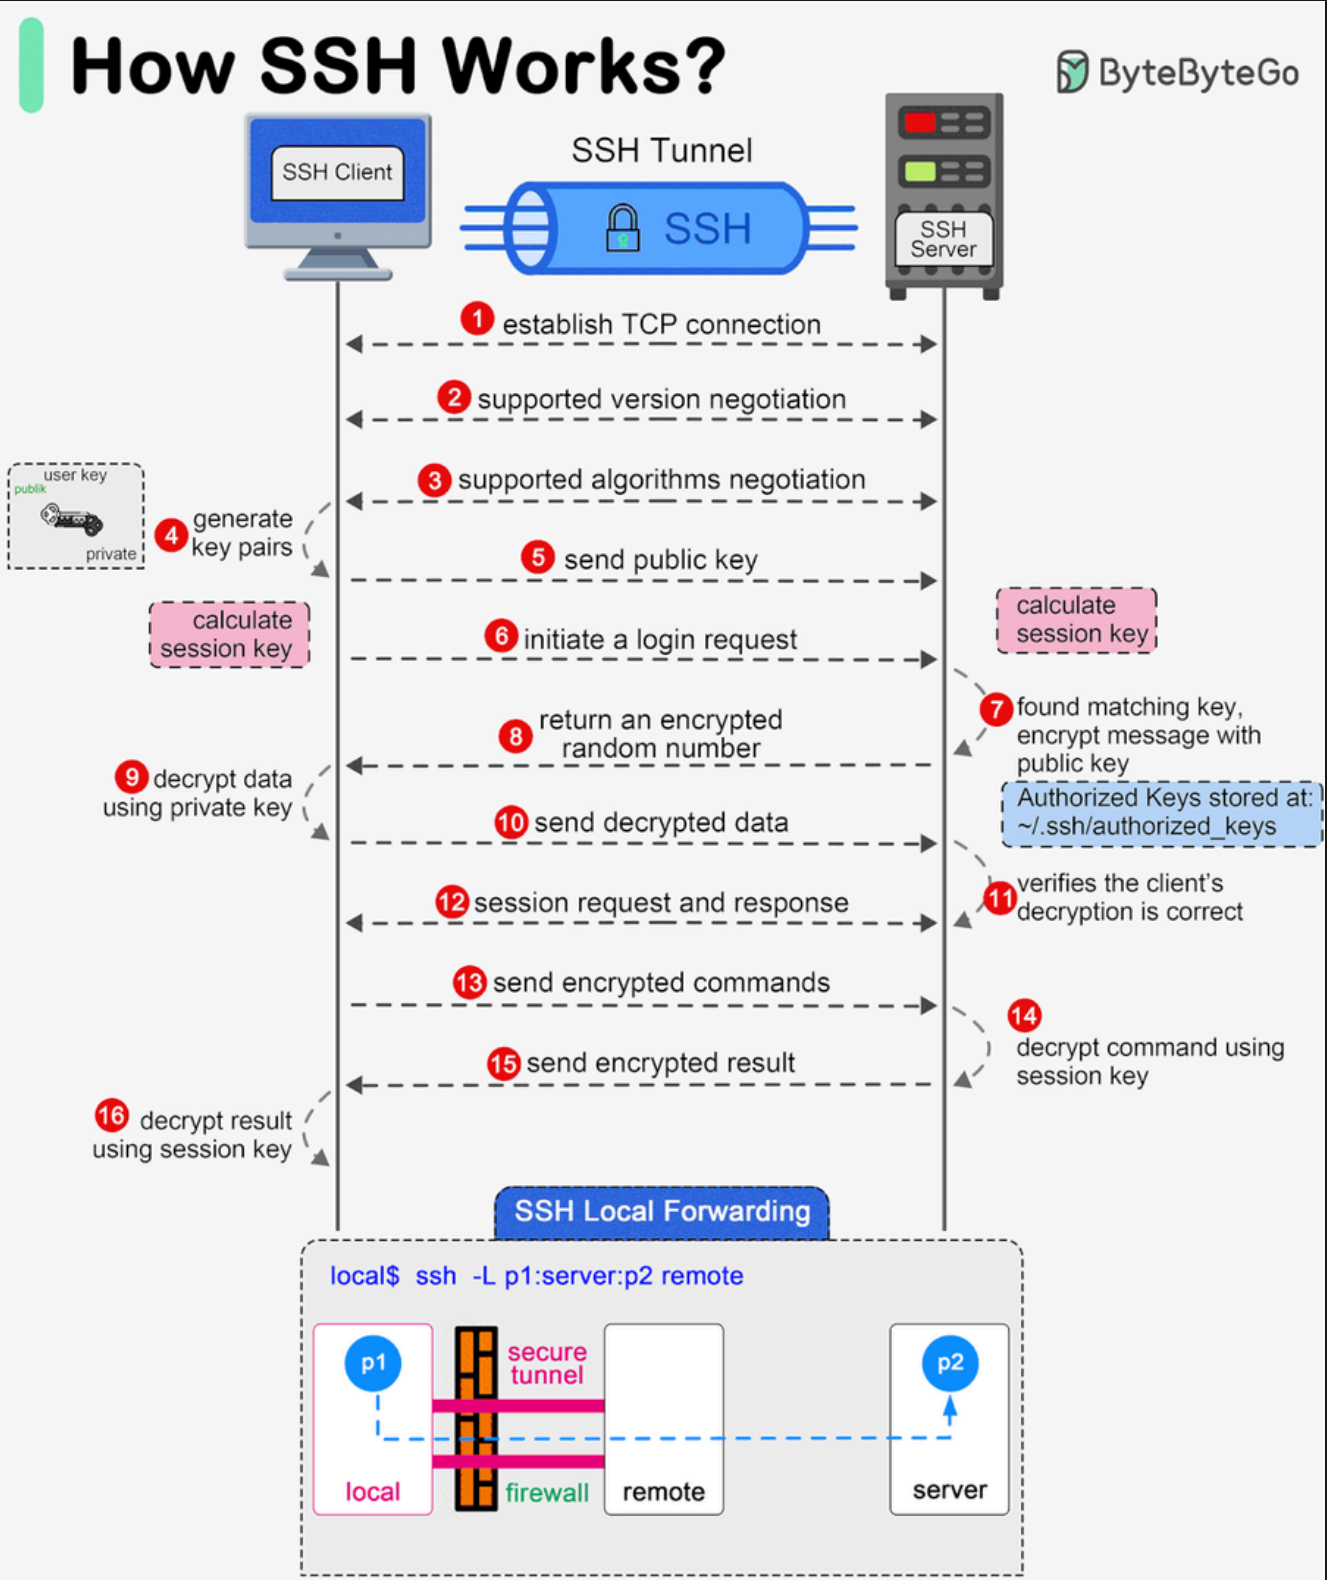 How SSH Works?
ByteByteGo
SSH Client
SSH Tunnel
SSH
SSH
Server
1 establish TCP connection
2 supported version negotiation
3 supported algorithms negotiation
user key
publik
private
4 generate
key pairs
5 send public key
calculate
session key
6 initiate a login request
calculate
session key
7 found matching key,
encrypt message with
public key
Authorized Keys stored at:
~/.ssh/authorized_keys
8 return an encrypted
random number
9 decrypt data
using private key
10 send decrypted data
11 verifies the client's
decryption is correct
12 session request and response
13 send encrypted commands
14
decrypt command using
session key
15 send encrypted result
16 decrypt result
using session key
SSH Local Forwarding
local$ ssh -L p1:server:p2 remote
p1
secure
tunnel
p2
local
firewall
remote
server